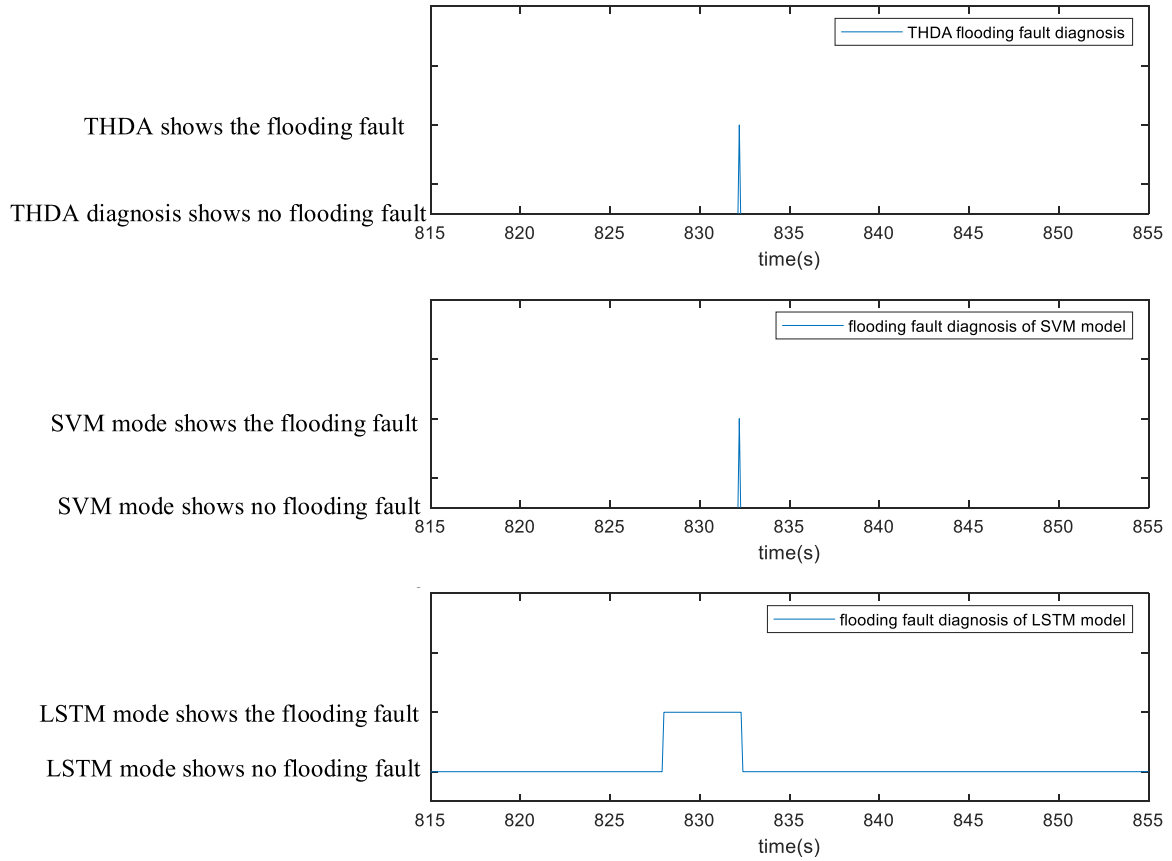 THDA flooding fault diagnosis
THDA shows the flooding fault
THDA diagnosis shows no flooding fault
815 820 825 830 835 840 845 850 855
time(s)
flooding fault diagnosis of SVM model
SVM mode shows the flooding fault
SVM mode shows no flooding fault
815 820 825 830 835 840 845 850 855
time(s)
flooding fault diagnosis of LSTM model
LSTM mode shows the flooding fault
LSTM mode shows no flooding fault
815 820 825 830 835 840 845 850 855
time(s)